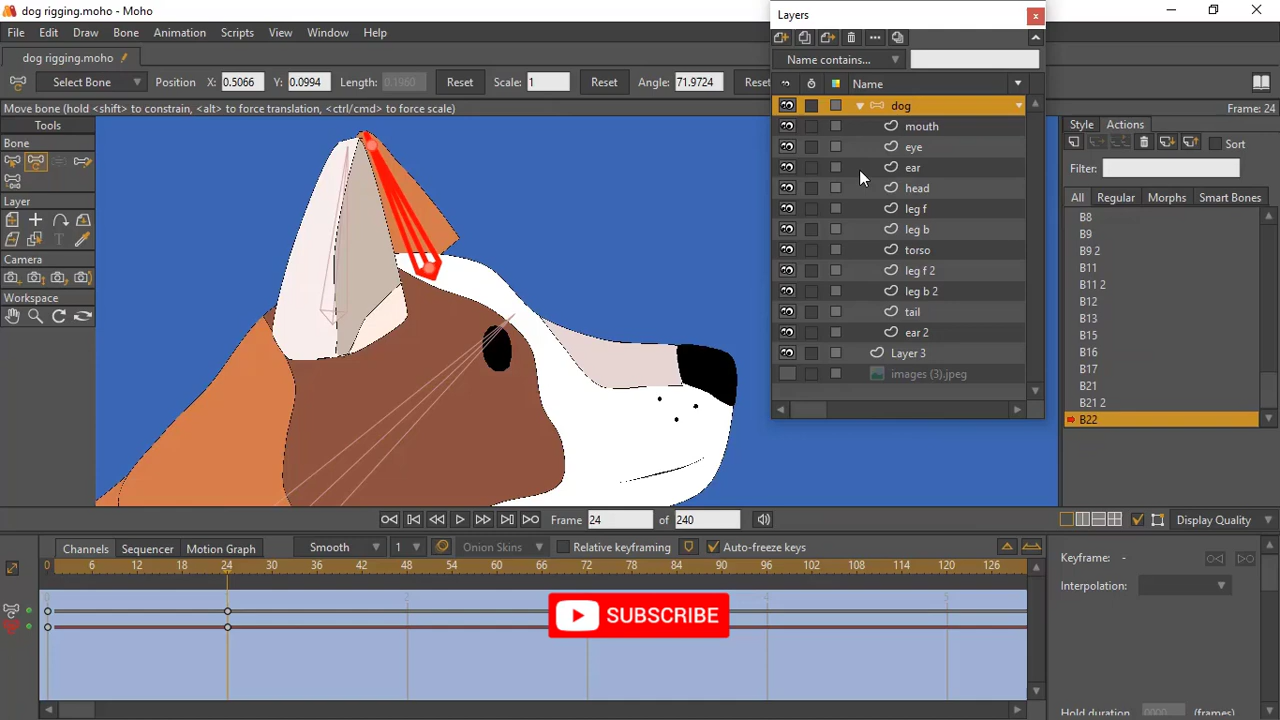 dog rigging.moho - Moho
File Edit Draw Bone Animation Scripts View Window Help
dog rigging.moho
Select Bone Position X: 0.5066 Y: 0.0994 Length: 0.1960 Reset Scale: 1 Reset Angle: 71.9724 Reset
Move bone (hold <shift> to constrain, <alt> to force translation, <ctrl/cmd> to force scale)
Frame: 24
Tools
Bone
Layer
Camera
Workspace
Layers
Name contains...
Name
dog
mouth
eye
ear
head
leg f
leg b
torso
leg f 2
leg b 2
tail
ear 2
Layer 3
images (3).jpeg
Style Actions
Sort
Filter:
All Regular Morphs Smart Bones
B8
B9
B9 2
B11
B11 2
B12
B13
B15
B16
B17
B21
B21 2
B22
Frame 24 of 240
Display Quality
Channels Sequencer Motion Graph Smooth 1 Onion Skins Relative keyframing Auto-freeze keys
Keyframe: -
Interpolation:
0 6 12 18 24 30 36 42 48 54 60 66 72 78 84 90 96 102 108 114 120 126
0 2 4 5
SUBSCRIBE
Hold duration 0000 (frames)